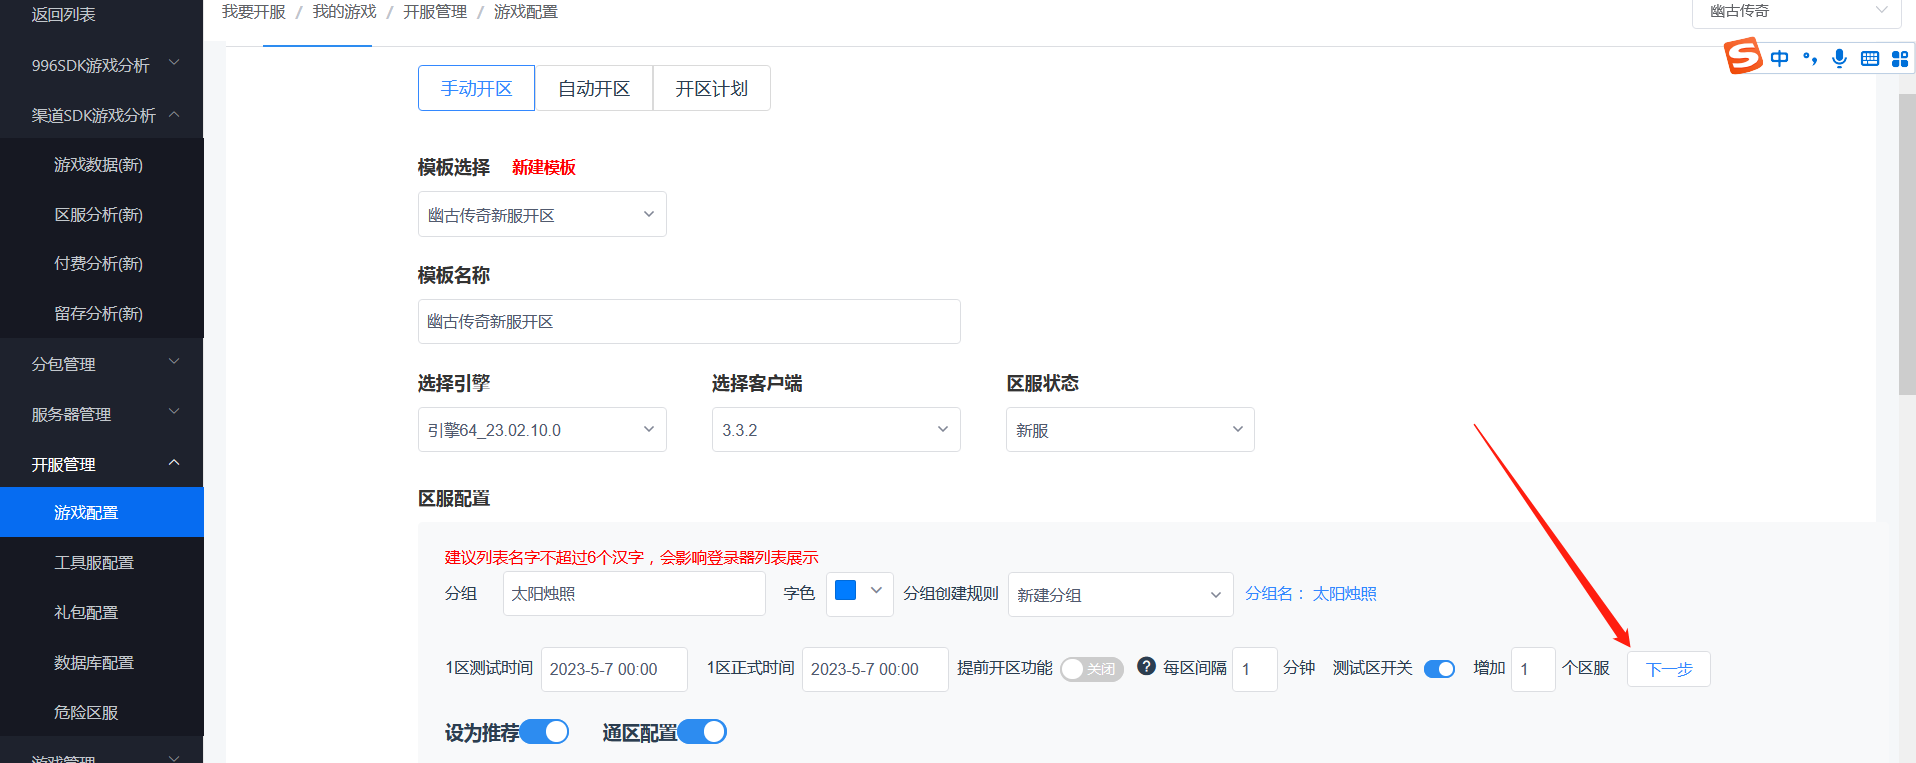 返回列表
996SDK游戏分析
渠道SDK游戏分析
游戏数据(新)
区服分析(新)
付费分析(新)
留存分析(新)
分包管理
服务器管理
开服管理
游戏配置
工具服配置
礼包配置
数据库配置
危险区服
游戏管理
我要开服 / 我的游戏 / 开服管理 / 游戏配置
幽古传奇
中
手动开区 自动开区 开区计划
模板选择 新建模板
幽古传奇新服开区
模板名称
幽古传奇新服开区
选择引擎 选择客户端 区服状态
引擎64_23.02.10.0 3.3.2 新服
区服配置
建议列表名字不超过6个汉字，会影响登录器列表展示
分组 太阳烛照 字色 分组创建规则 新建分组 分组名： 太阳烛照
1区测试时间 2023-5-7 00:00 1区正式时间 2023-5-7 00:00 提前开区功能 关闭 ? 每区间隔 1 分钟 测试区开关 增加 1 个区服 下一步
设为推荐 通区配置